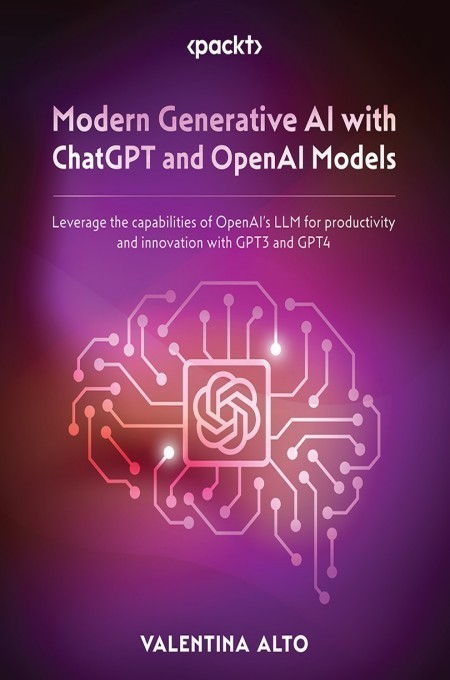 <packt>
Modern Generative AI with
ChatGPT and OpenAI Models
Leverage the capabilities of OpenAI's LLM for productivity
and innovation with GPT3 and GPT4
VALENTINA ALTO